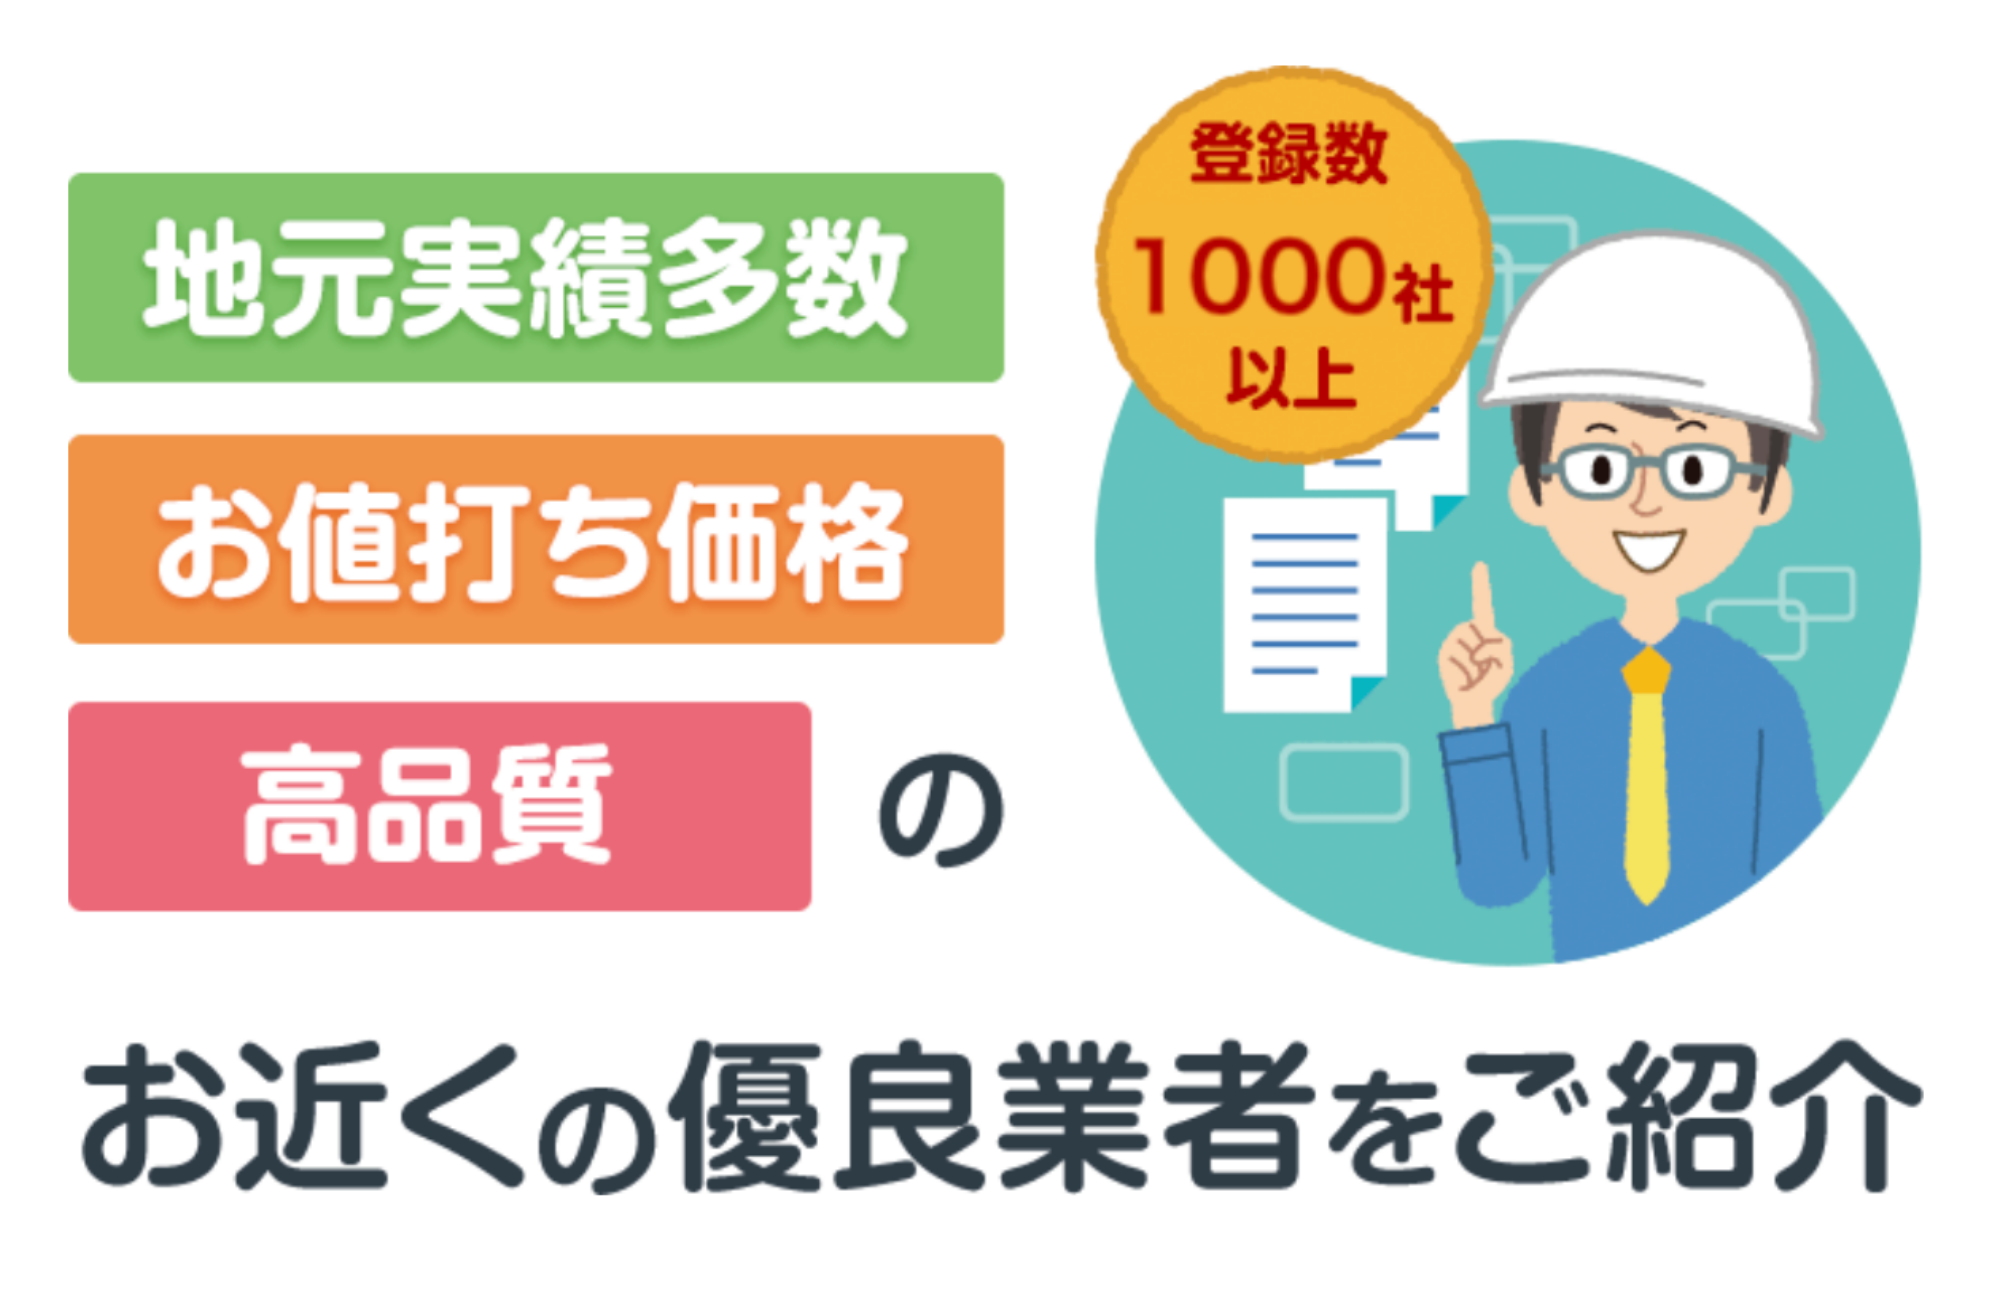 地元実績多数
お値打ち価格
高品質 の
登録数
1000社
以上
お近くの優良業者をご紹介